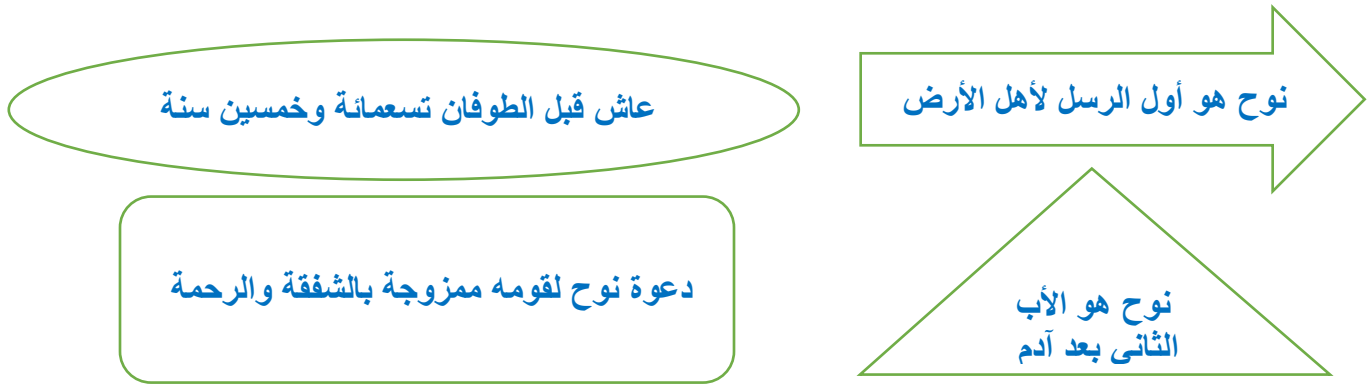 نوح هو أول الرسل لأهل الأرض
عاش قبل الطوفان تسعمائة وخمسين سنة
نوح هو الأب
الثاني بعد آدم
دعوة نوح لقومه ممزوجة بالشفقة والرحمة